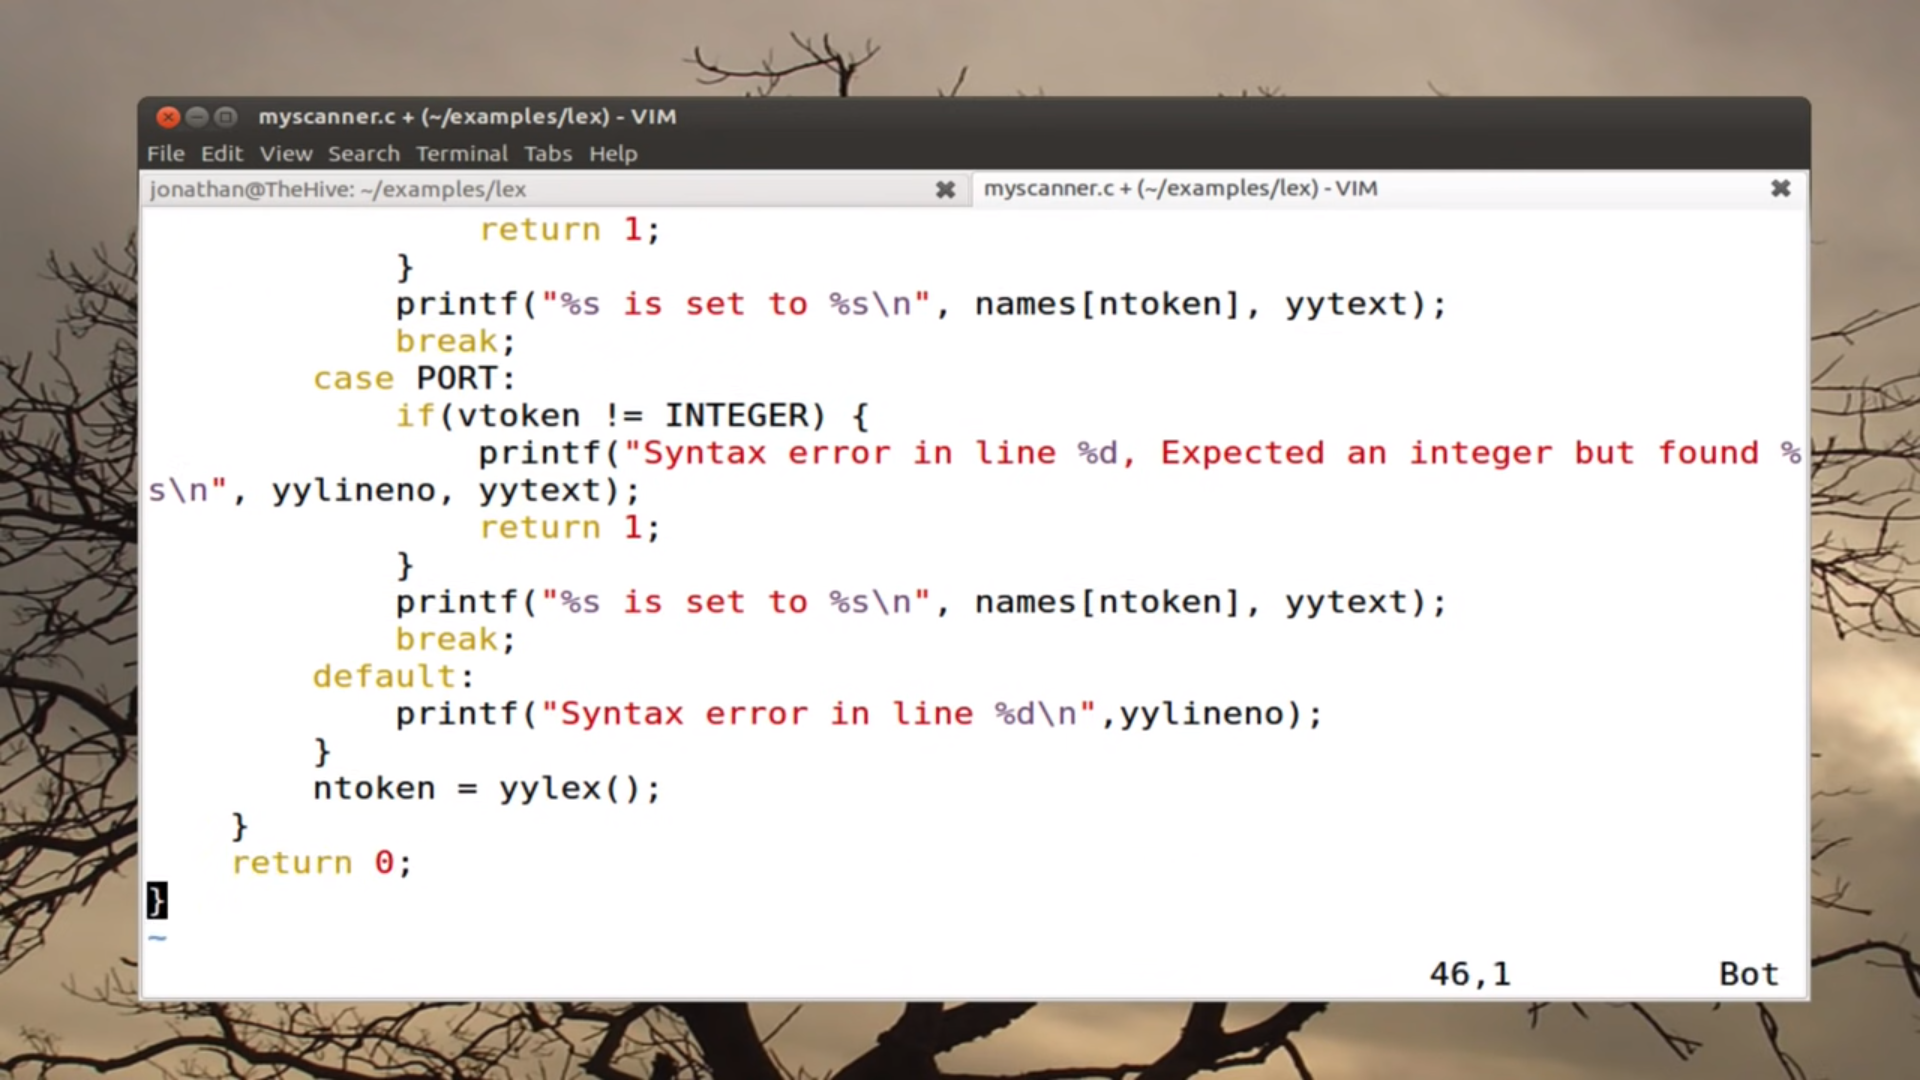 myscanner.c + (~/examples/lex) - VIM
File Edit View Search Terminal Tabs Help
jonathan@TheHive: ~/examples/lex
myscanner.c + (~/examples/lex) - VIM
return 1;
}
printf("%s is set to %s\n", names[ntoken], yytext);
break;
case PORT:
if(vtoken != INTEGER) {
printf("Syntax error in line %d, Expected an integer but found %
s\n", yylineno, yytext);
return 1;
}
printf("%s is set to %s\n", names[ntoken], yytext);
break;
default:
printf("Syntax error in line %d\n",yylineno);
}
ntoken = yylex();
}
return 0;
}
~
46,1 Bot